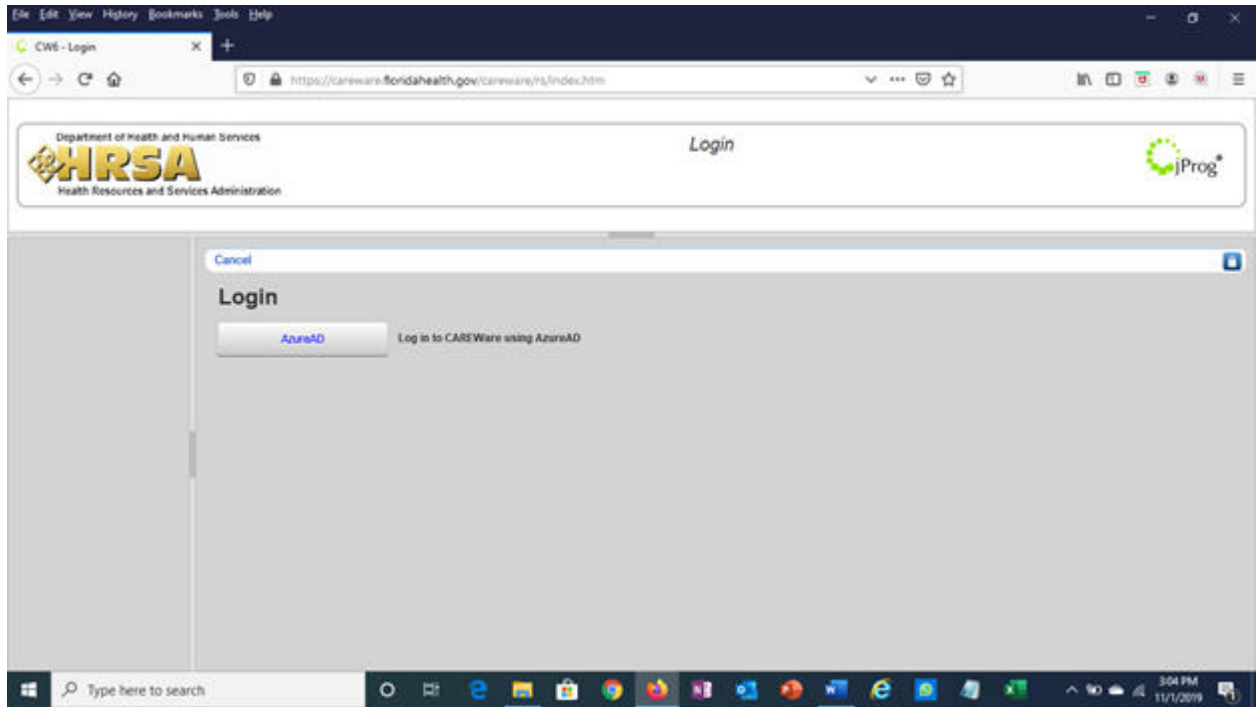 File Edit View History Bookmarks Tools Help
CW6 - Login
https://careware.floridahealth.gov/careware/rs/index.htm
Department of Health and Human Services
HRSA
Health Resources and Services Administration
Login
jProg
Cancel
Login
AzureAD
Log in to CAREWare using AzureAD
Type here to search
3:04 PM
11/1/2019